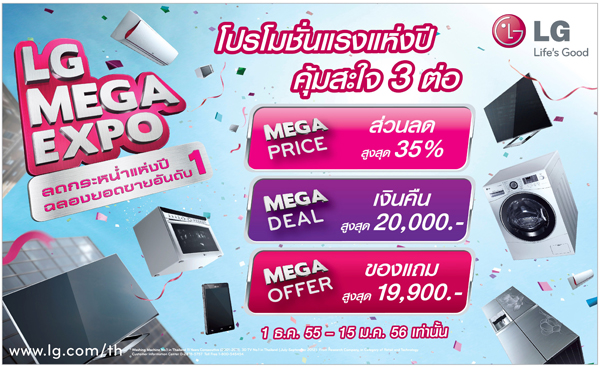 LG
MEGA
EXPO
ลดกระหน่ำแห่งปี
ฉลองยอดขายอันดับ 1
โปรโมชั่นแรงแห่งปี
คุ้มสะใจ 3 ต่อ
LG
Life's Good
MEGA
PRICE
ส่วนลด
สูงสุด 35%
MEGA
DEAL
เงินคืน
สูงสุด 20,000.-
MEGA
OFFER
ของแถม
สูงสุด 19,900.-
1 ธ.ค. 55 – 15 ม.ค. 56 เท่านั้น
www.lg.com/th